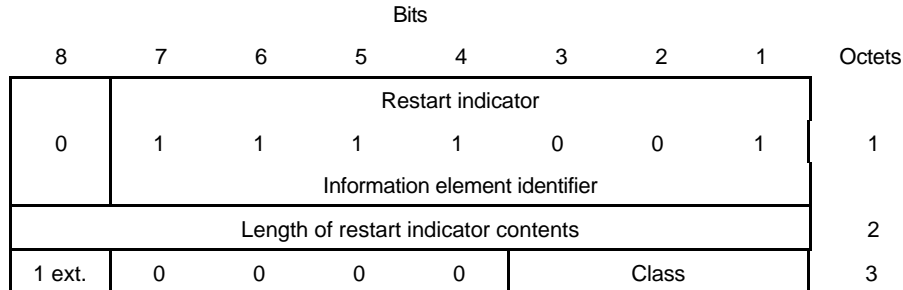 Bits
8 7 6 5 4 3 2 1 Octets
Restart indicator
0 1 1 1 1 0 0 1 1
Information element identifier
Length of restart indicator contents 2
1 ext. 0 0 0 0 Class 3